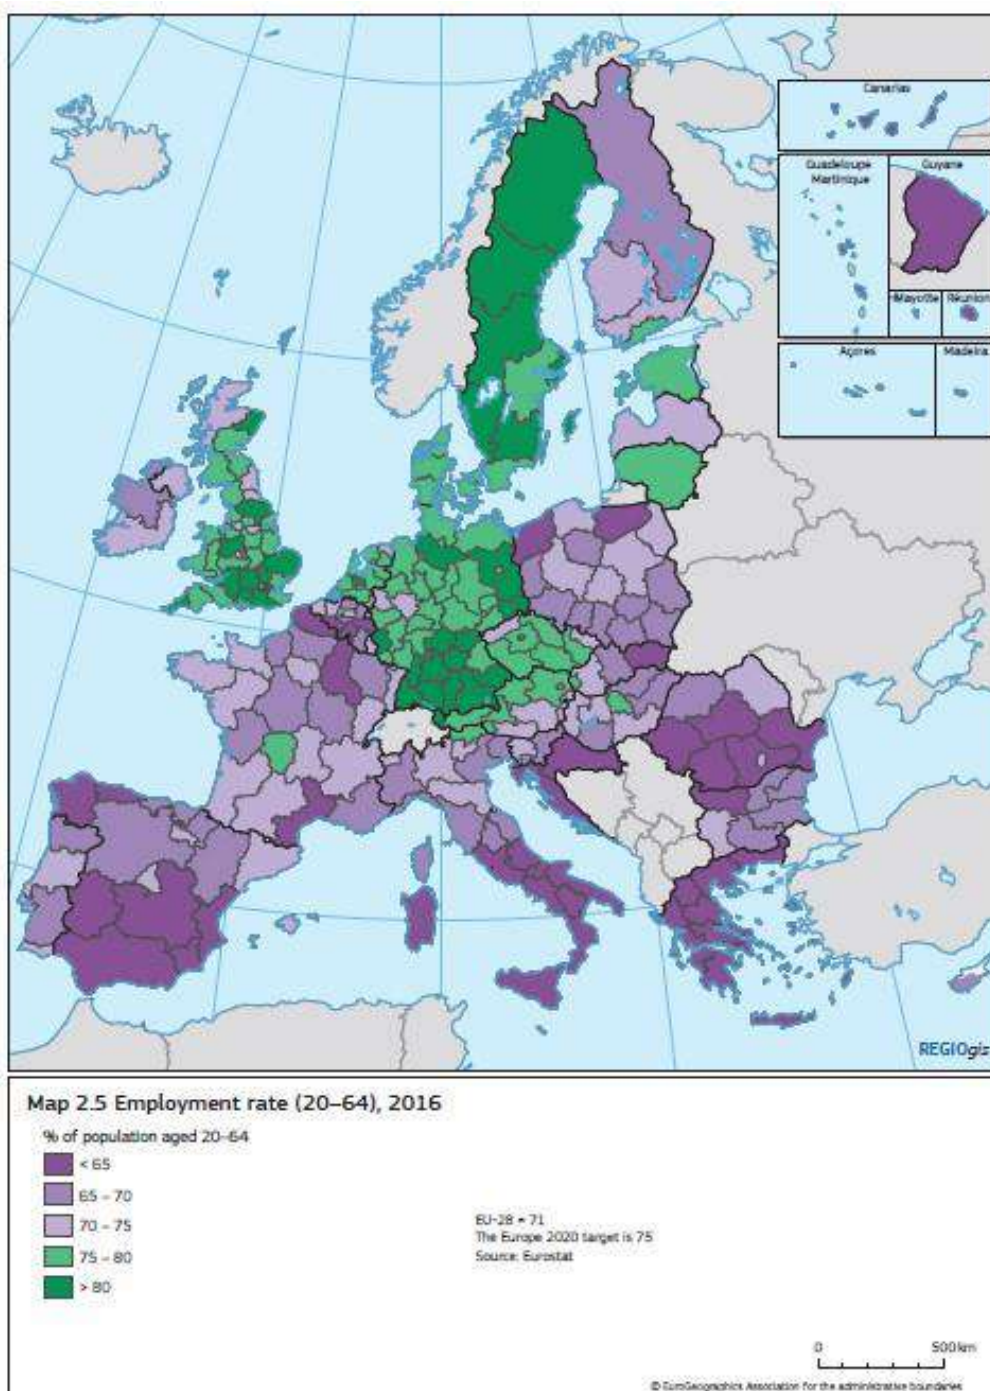 Canarias
Guadeloupe
Martinique
Guyane
Mayotte
Réunion
Açores
Madeira
REGIOgis
Map 2.5 Employment rate (20–64), 2016
% of population aged 20–64
< 65
65 – 70
70 – 75
75 – 80
> 80
EU-28 = 71
The Europe 2020 target is 75
Source: Eurostat
0 500 km
© EuroGeographics Association for the administrative boundaries